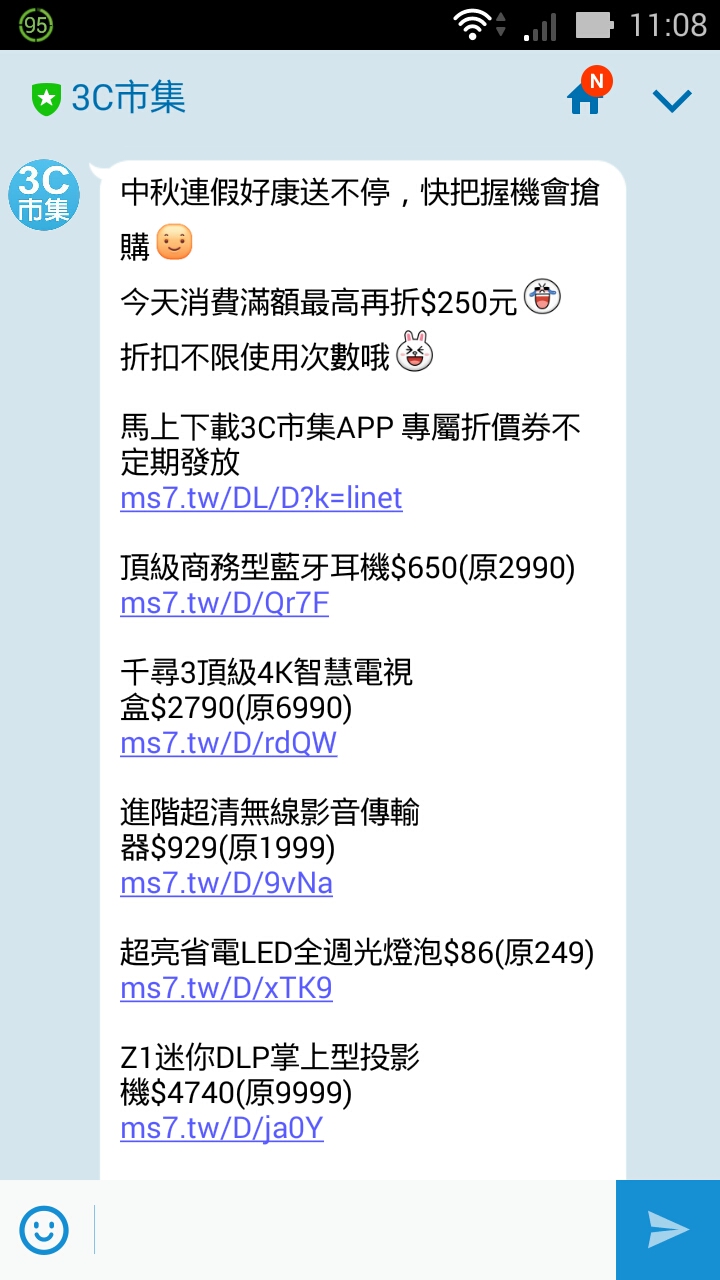 95
11:08
3C市集
N
3C
市集
中秋連假好康送不停，快把握機會搶
購
今天消費滿額最高再折$250元
折扣不限使用次數哦
馬上下載3C市集APP 專屬折價券不
定期發放
ms7.tw/DL/D?k=linet
頂級商務型藍牙耳機$650(原2990)
ms7.tw/D/Qr7F
千尋3頂級4K智慧電視
盒$2790(原6990)
ms7.tw/D/rdQW
進階超清無線影音傳輸
器$929(原1999)
ms7.tw/D/9vNa
超亮省電LED全週光燈泡$86(原249)
ms7.tw/D/xTK9
Z1迷你DLP掌上型投影
機$4740(原9999)
ms7.tw/D/ja0Y